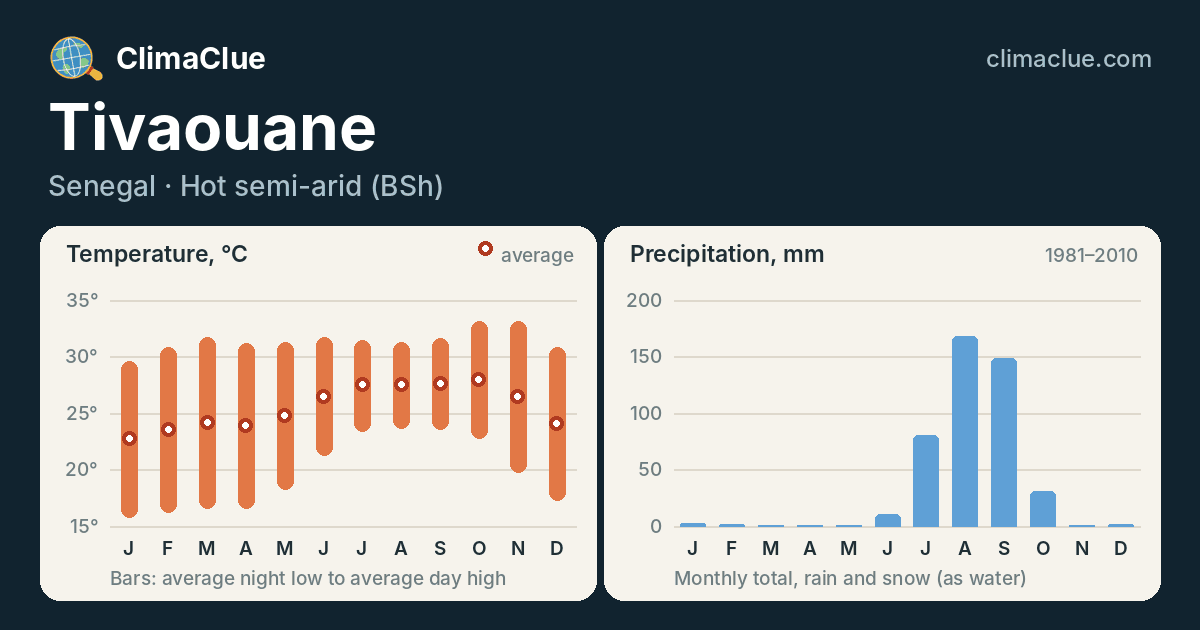 ClimaClue
climaclue.com
Tivaouane
Senegal · Hot semi-arid (BSh)
Temperature, °C
average
35°
30°
25°
20°
15°
J F M A M J J A S O N D
Bars: average night low to average day high
Precipitation, mm
1981–2010
200
150
100
50
0
J F M A M J J A S O N D
Monthly total, rain and snow (as water)